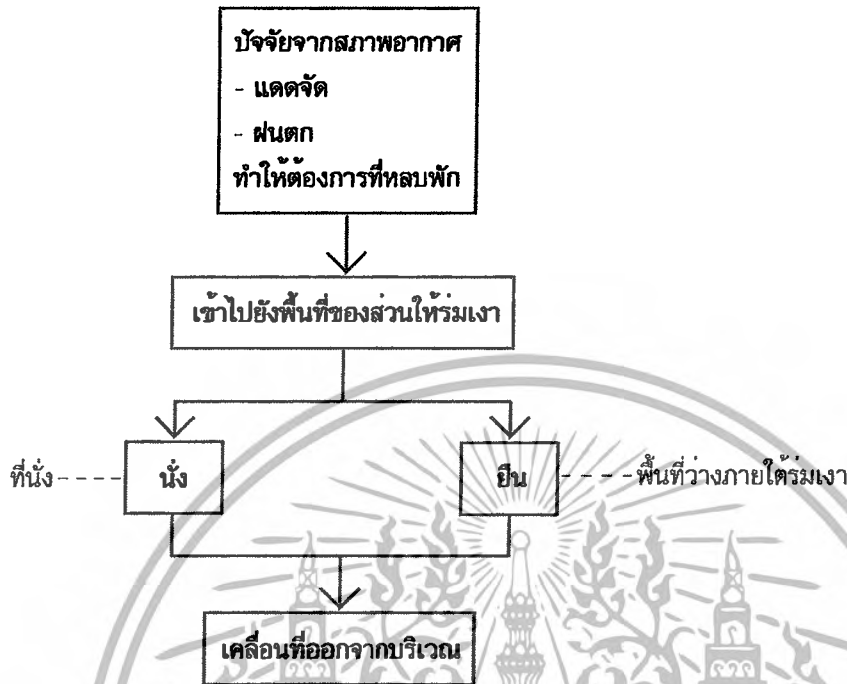 ปัจจัยจากสภาพอากาศ
- แดดจัด
- ฝนตก
ทำให้ต้องการที่หลบพัก
เข้าไปยังพื้นที่ของส่วนให้ร่มเงา
ที่นั่ง
นั่ง
ยืน
พื้นที่ว่างภายใต้ร่มเงา
เคลื่อนที่ออกจากบริเวณ